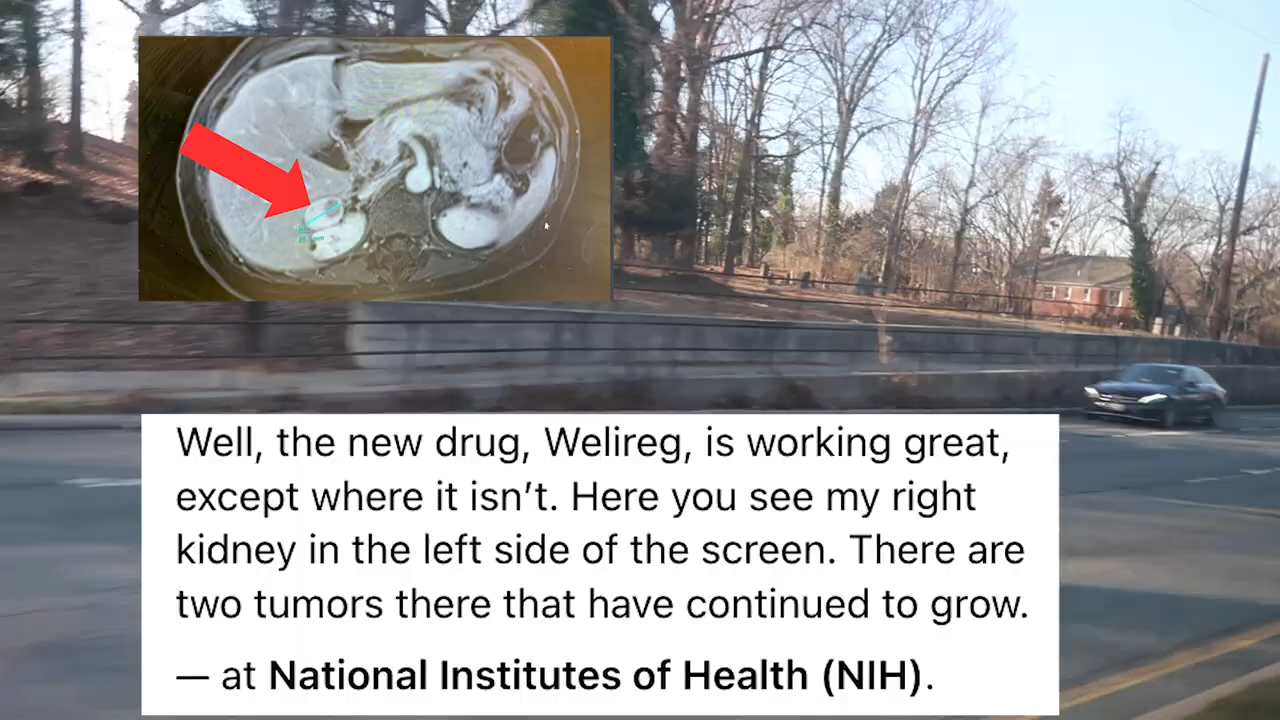 Well, the new drug, Welireg, is working great,
except where it isn’t. Here you see my right
kidney in the left side of the screen. There are
two tumors there that have continued to grow.
— at National Institutes of Health (NIH).